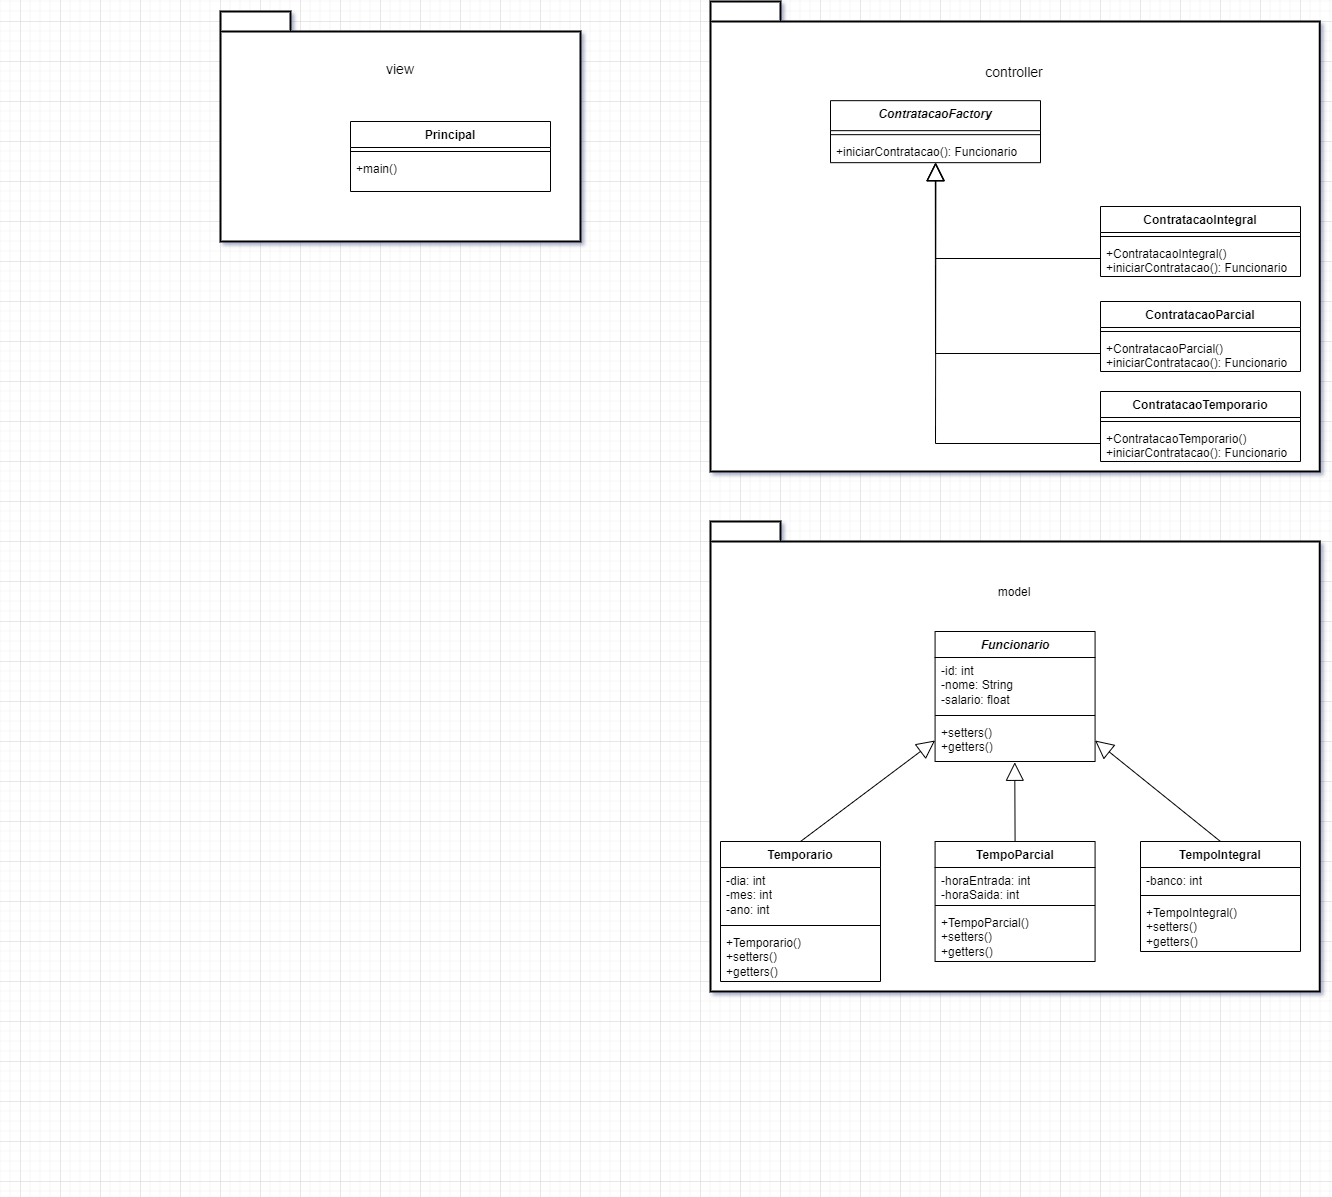 view
Principal
+main()
controller
ContratacaoFactory
+iniciarContratacao(): Funcionario
ContratacaoIntegral
+ContratacaoIntegral()
+iniciarContratacao(): Funcionario
ContratacaoParcial
+ContratacaoParcial()
+iniciarContratacao(): Funcionario
ContratacaoTemporario
+ContratacaoTemporario()
+iniciarContratacao(): Funcionario
model
Funcionario
-id: int
-nome: String
-salario: float
+setters()
+getters()
Temporario
-dia: int
-mes: int
-ano: int
+Temporario()
+setters()
+getters()
TempoParcial
-horaEntrada: int
-horaSaida: int
+TempoParcial()
+setters()
+getters()
TempoIntegral
-banco: int
+TempoIntegral()
+setters()
+getters()